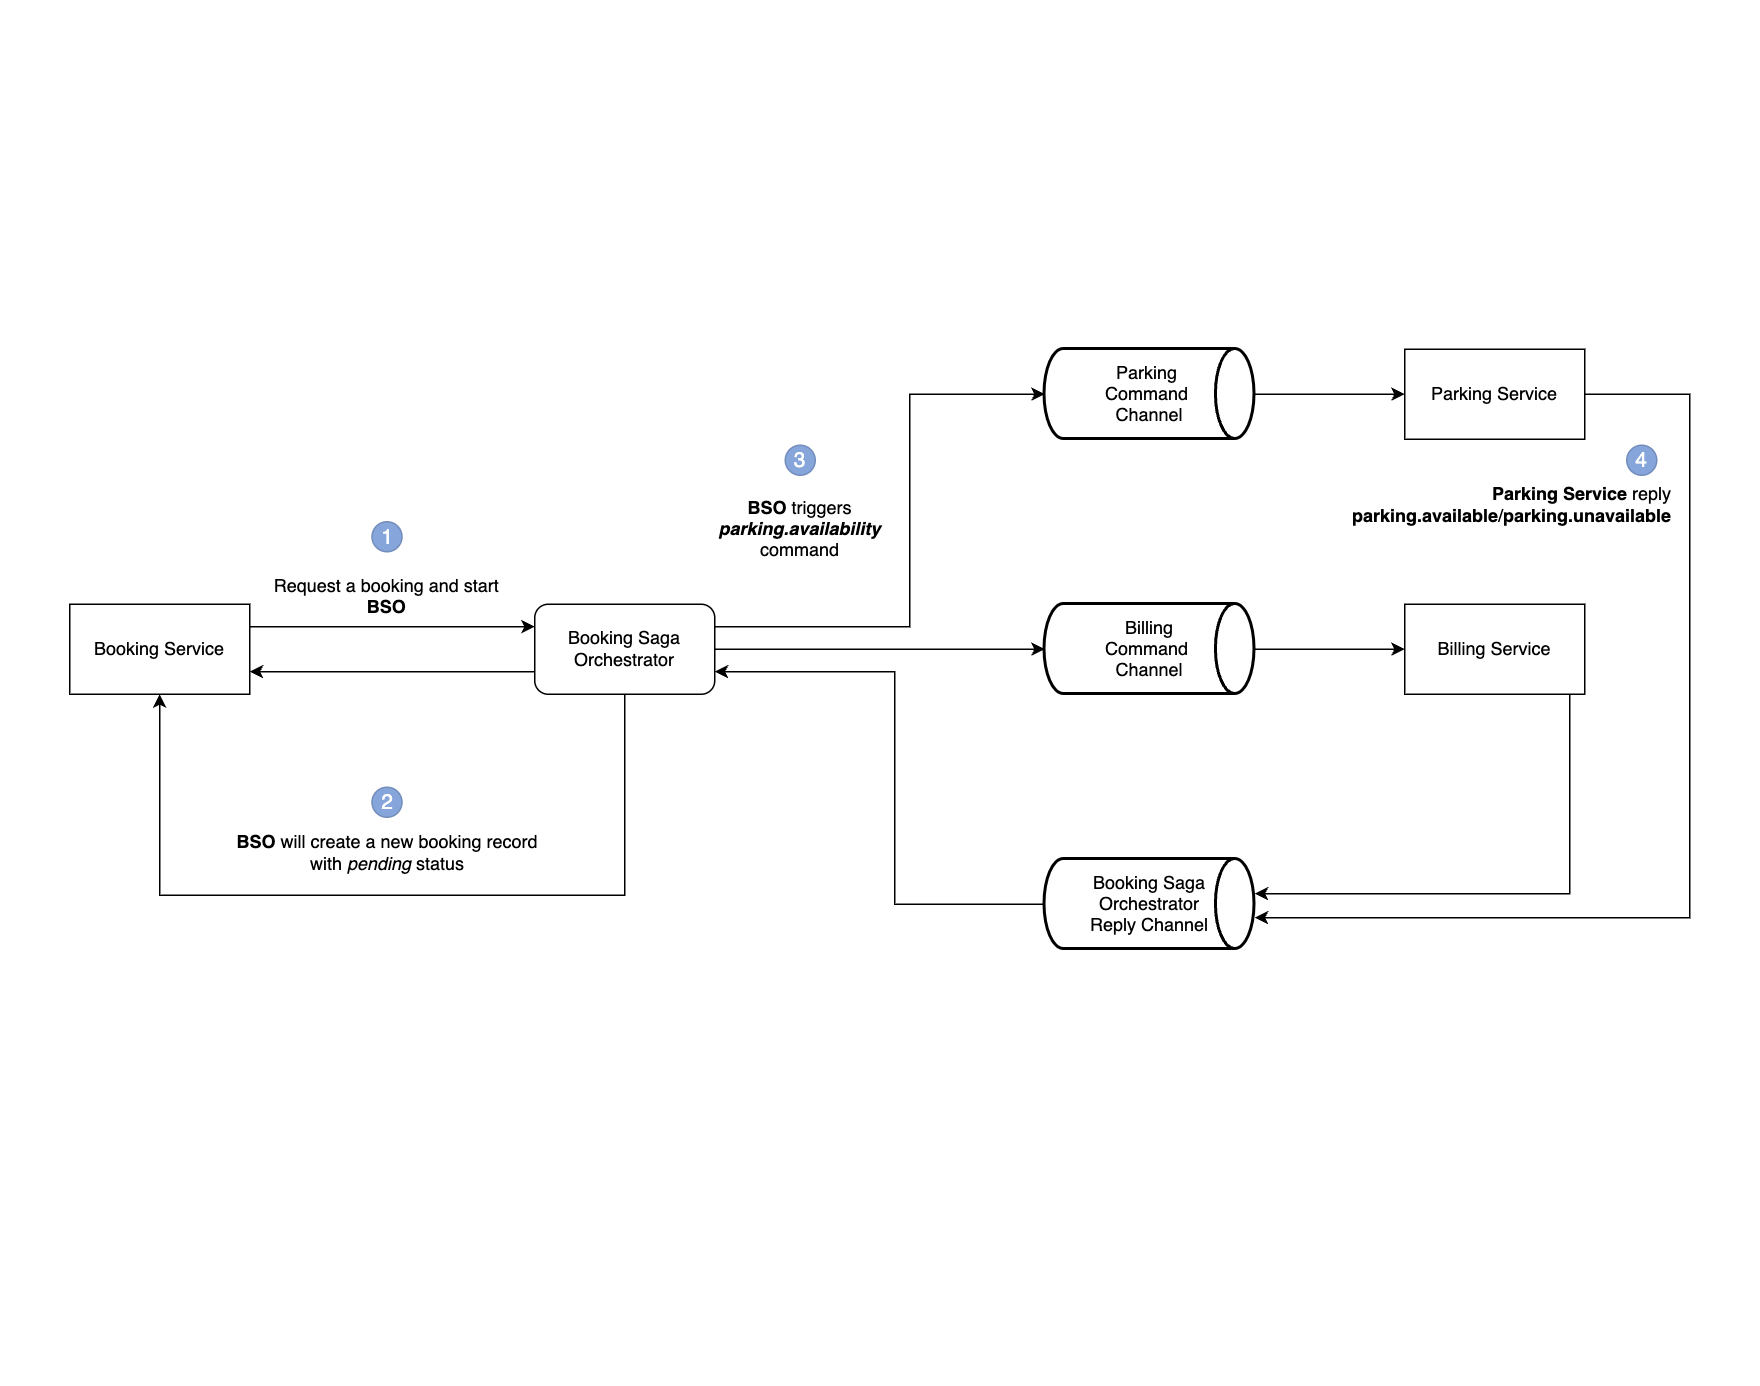 Parking
Command
Channel
Parking Service
3
BSO triggers
parking.availability
command
4
Parking Service reply
parking.available/parking.unavailable
1
Request a booking and start
BSO
Booking Service
Booking Saga
Orchestrator
Billing
Command
Channel
Billing Service
2
BSO will create a new booking record
with pending status
Booking Saga
Orchestrator
Reply Channel